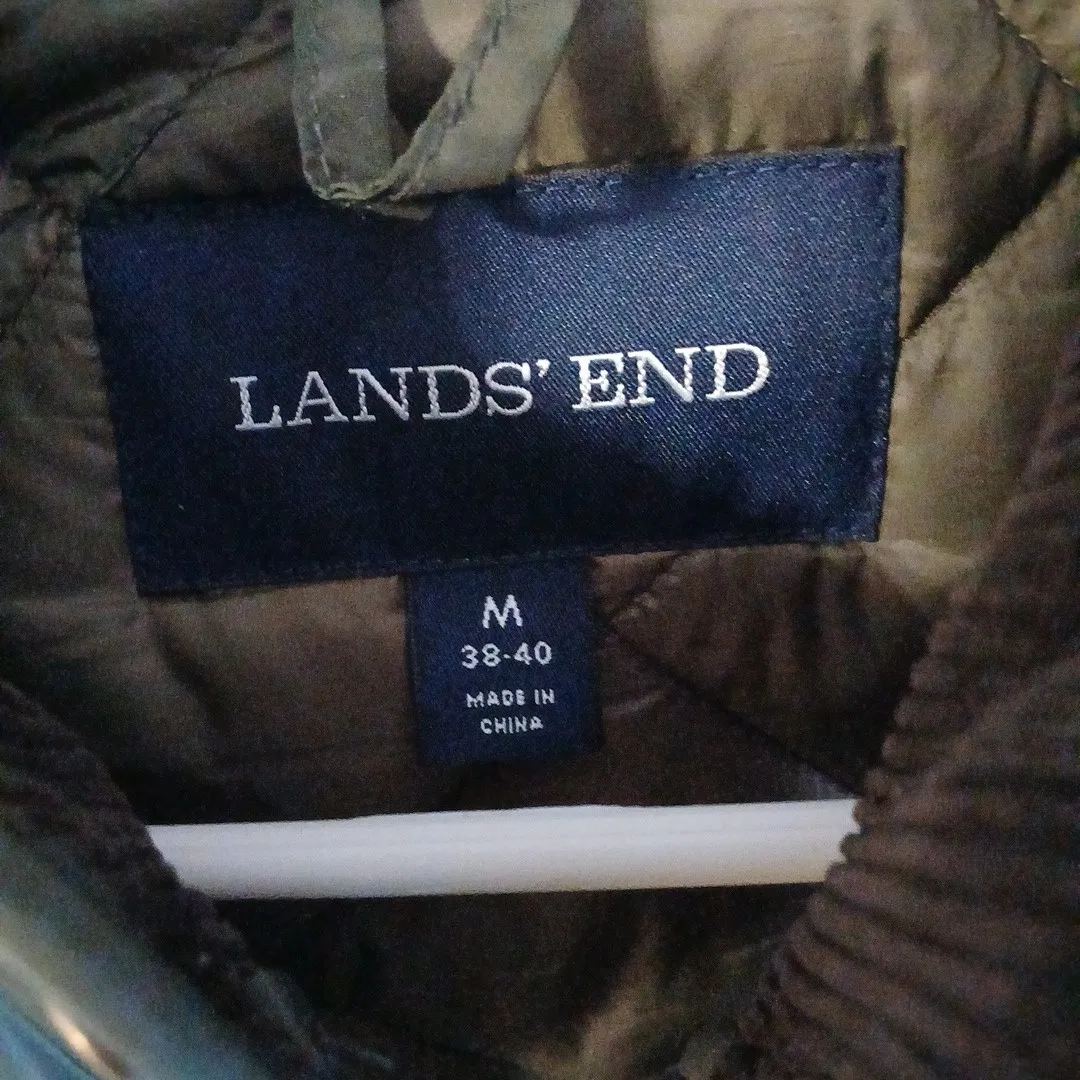 LANDS' END
M
38-40
MADE IN
CHINA